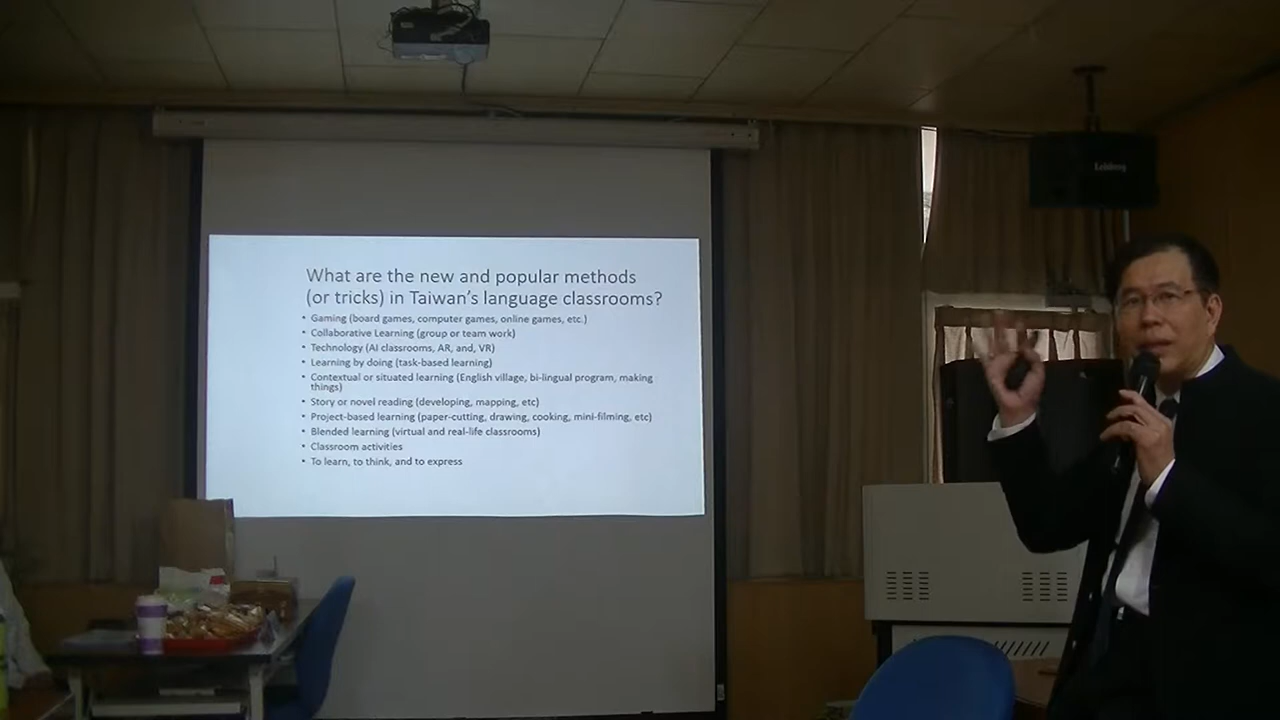 What are the new and popular methods
(or tricks) in Taiwan's language classrooms?
• Gaming (board games, computer games, online games, etc.)
• Collaborative Learning (group or team work)
• Technology (AI classrooms, AR, and, VR)
• Learning by doing (task-based learning)
• Contextual or situated learning (English village, bi-lingual program, making
things)
• Story or novel reading (developing, mapping, etc)
• Project-based learning (paper-cutting, drawing, cooking, mini-filming, etc)
• Blended learning (virtual and real-life classrooms)
• Classroom activities
• To learn, to think, and to express